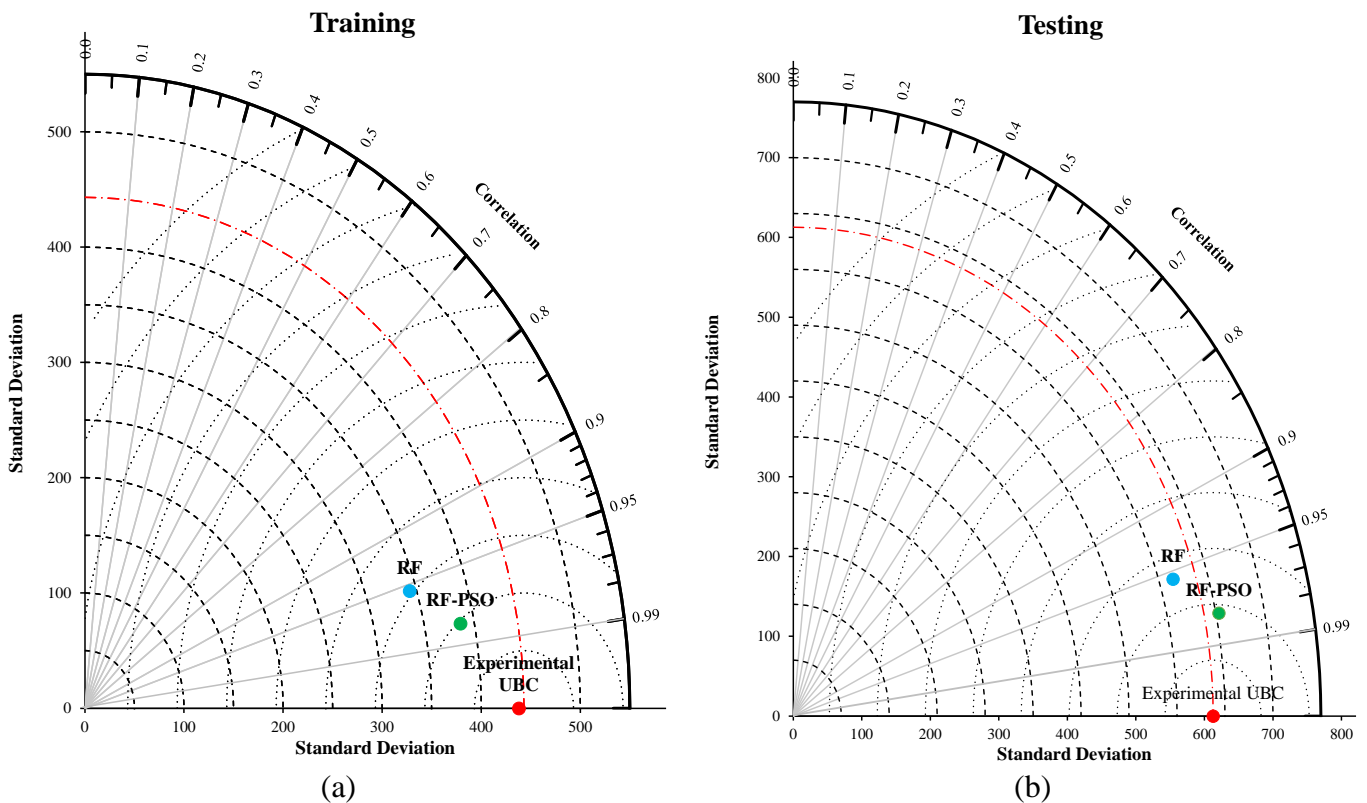 Training
0.0
0.1
0.2
0.3
0.4
0.5
0.6
0.7
0.8
0.9
0.95
0.99
Correlation
500
400
300
200
100
0
Standard Deviation
RF
RF-PSO
Experimental
UBC
0 100 200 300 400 500
Standard Deviation
(a)
Testing
0.0
0.1
0.2
0.3
0.4
0.5
0.6
0.7
0.8
0.9
0.95
0.99
Correlation
800
700
600
500
400
300
200
100
0
Standard Deviation
RF
RF-PSO
Experimental UBC
0 100 200 300 400 500 600 700 800
Standard Deviation
(b)